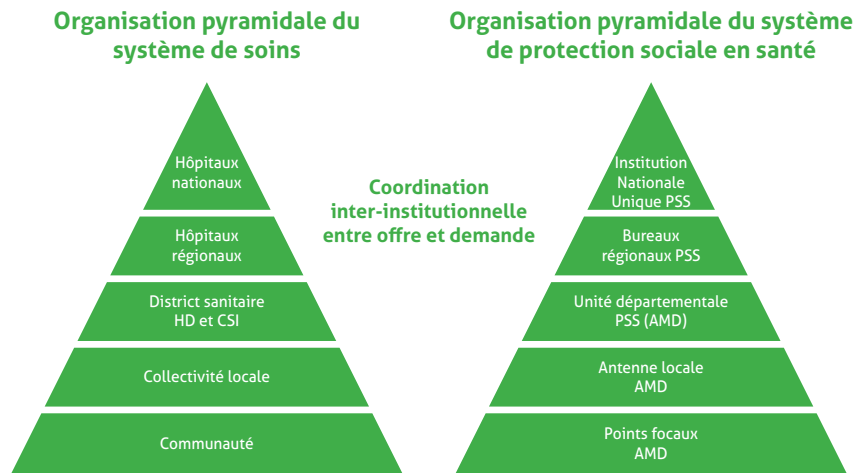 Organisation pyramidale du
système de soins
Hôpitaux
nationaux
Hôpitaux
régionaux
District sanitaire
HD et CSI
Collectivité locale
Communauté
Coordination
inter-institutionnelle
entre offre et demande
Organisation pyramidale du système
de protection sociale en santé
Institution
Nationale
Unique PSS
Bureaux
régionaux PSS
Unité départementale
PSS (AMD)
Antenne locale
AMD
Points focaux
AMD